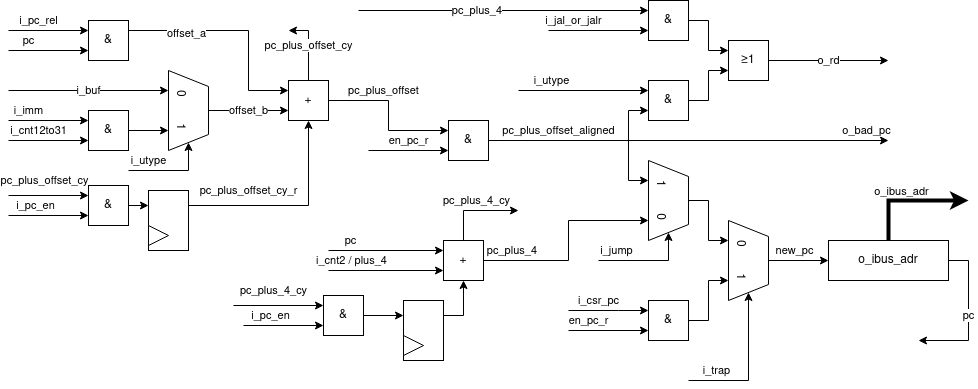 pc_plus_4
i_pc_rel
pc
&
offset_a
pc_plus_offset_cy
i_jal_or_jalr
&
≥1
o_rd
i_buf
i_imm
i_cnt12to31
&
0
1
i_utype
offset_b
+
pc_plus_offset
i_utype
&
en_pc_r
&
pc_plus_offset_aligned
o_bad_pc
pc_plus_offset_cy
i_pc_en
&
pc_plus_offset_cy_r
pc_plus_4_cy
pc
i_cnt2 / plus_4
+
pc_plus_4
1
0
i_jump
0
1
new_pc
o_ibus_adr
o_ibus_adr
pc_plus_4_cy
i_pc_en
&
i_csr_pc
en_pc_r
&
pc
i_trap